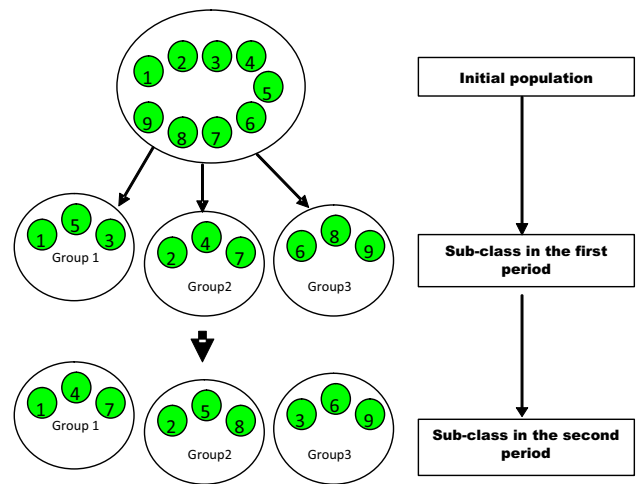 1 2 3 4 5
9 8 7 6
Initial population
1 5 3
Group 1
2 4 7
Group2
6 8 9
Group3
Sub-class in the first
period
1 4 7
Group 1
2 5 8
Group2
3 6 9
Group3
Sub-class in the second
period